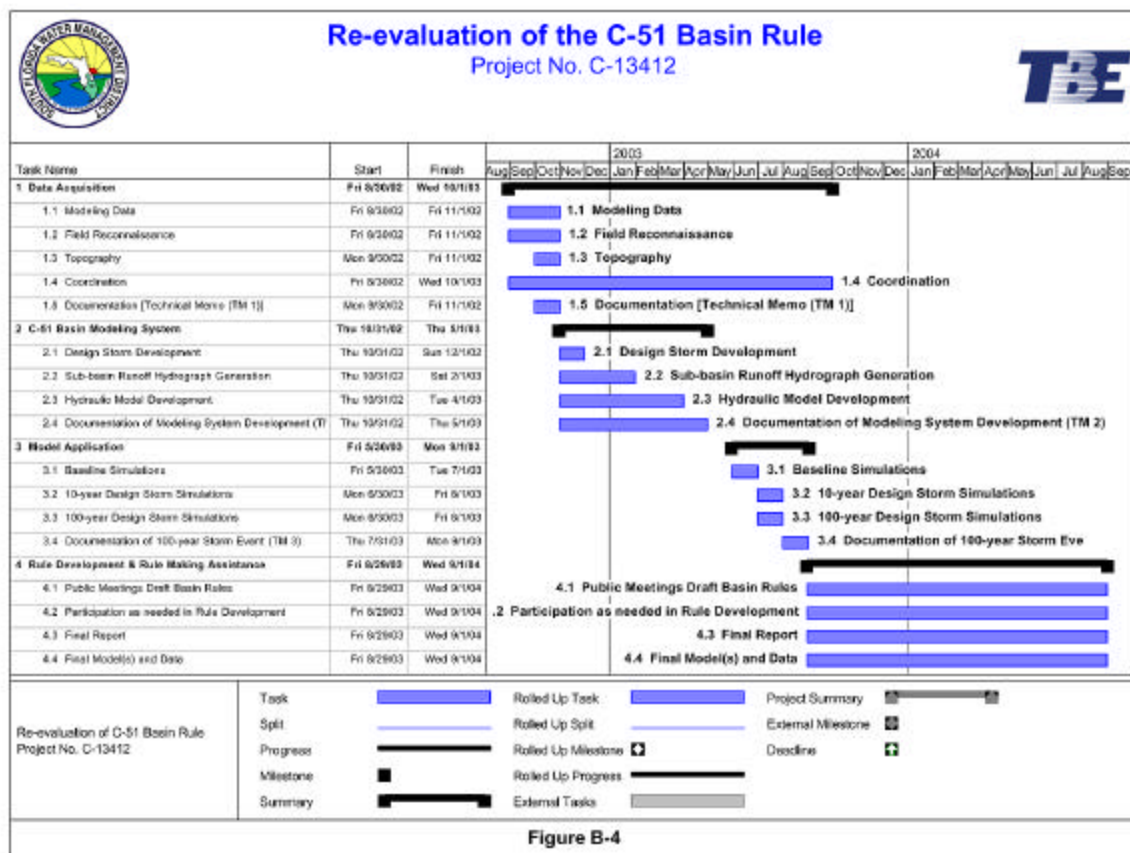 SOUTH FLORIDA WATER MANAGEMENT DISTRICT
Re-evaluation of the C-51 Basin Rule
Project No. C-13412
TBE
2003 2004
Task Name Start Finish Aug Sep Oct Nov Dec Jan Feb Mar Apr May Jun Jul Aug Sep Oct Nov Dec Jan Feb Mar Apr May Jun Jul Aug Sep
1 Data Acquisition Fri 8/30/02 Wed 10/1/03
1.1 Modeling Data Fri 8/30/02 Fri 11/1/02 1.1 Modeling Data
1.2 Field Reconnaissance Fri 8/30/02 Fri 11/1/02 1.2 Field Reconnaissance
1.3 Topography Mon 9/30/02 Fri 11/1/02 1.3 Topography
1.4 Coordination Fri 8/30/02 Wed 10/1/03 1.4 Coordination
1.5 Documentation [Technical Memo (TM 1)] Mon 9/30/02 Fri 11/1/02 1.5 Documentation [Technical Memo (TM 1)]
2 C-51 Basin Modeling System Thu 10/31/02 Thu 5/1/03
2.1 Design Storm Development Thu 10/31/02 Sun 12/1/02 2.1 Design Storm Development
2.2 Sub-basin Runoff Hydrograph Generation Thu 10/31/02 Sat 2/1/03 2.2 Sub-basin Runoff Hydrograph Generation
2.3 Hydraulic Model Development Thu 10/31/02 Tue 4/1/03 2.3 Hydraulic Model Development
2.4 Documentation of Modeling System Development (T Thu 10/31/02 Thu 5/1/03 2.4 Documentation of Modeling System Development (TM 2)
3 Model Application Fri 5/30/03 Mon 9/1/03
3.1 Baseline Simulations Fri 5/30/03 Tue 7/1/03 3.1 Baseline Simulations
3.2 10-year Design Storm Simulations Mon 6/30/03 Fri 8/1/03 3.2 10-year Design Storm Simulations
3.3 100-year Design Storm Simulations Mon 6/30/03 Fri 8/1/03 3.3 100-year Design Storm Simulations
3.4 Documentation of 100-year Storm Event (TM 3) Thu 7/31/03 Mon 9/1/03 3.4 Documentation of 100-year Storm Eve
4 Rule Development & Rule Making Assistance Fri 8/29/03 Wed 9/1/04
4.1 Public Meetings Draft Basin Rules Fri 8/29/03 Wed 9/1/04 4.1 Public Meetings Draft Basin Rules
4.2 Participation as needed in Rule Development Fri 8/29/03 Wed 9/1/04 .2 Participation as needed in Rule Development
4.3 Final Report Fri 8/29/03 Wed 9/1/04 4.3 Final Report
4.4 Final Model(s) and Data Fri 8/29/03 Wed 9/1/04 4.4 Final Model(s) and Data
Re-evaluation of C-51 Basin Rule
Project No. C-13412
Task Rolled Up Task Project Summary
Split Rolled Up Split External Milestone
Progress Rolled Up Milestone Deadline
Milestone Rolled Up Progress
Summary External Tasks
Figure B-4